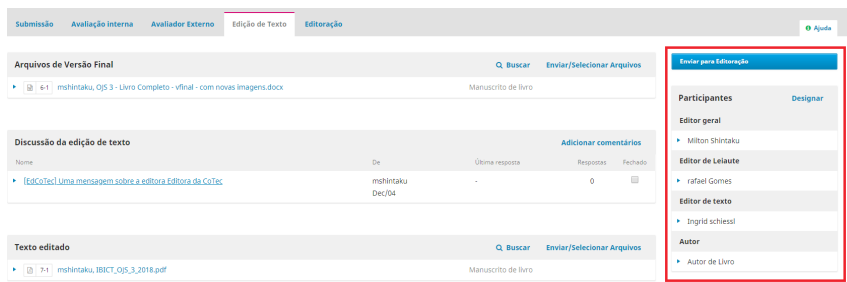 Submissão Avaliação interna Avaliador Externo Edição de Texto Editoração
Ajuda
Arquivos de Versão Final Buscar Enviar/Selecionar Arquivos
6-1 mshintaku, OJS 3 - Livro Completo - vfinal - com novas imagens.docx Manuscrito de livro
Discussão da edição de texto Adicionar comentários
Nome De Última resposta Respostas Fechado
[EdCoTec] Uma mensagem sobre a editora Editora da CoTec mshintaku - 0
Dec/04
Texto editado Buscar Enviar/Selecionar Arquivos
7-1 mshintaku, IBICT_OJS_3_2018.pdf Manuscrito de livro
Enviar para Editoração
Participantes Designar
Editor geral
Milton Shintaku
Editor de Leiaute
rafael Gomes
Editor de texto
Ingrid schiessl
Autor
Autor de Livro